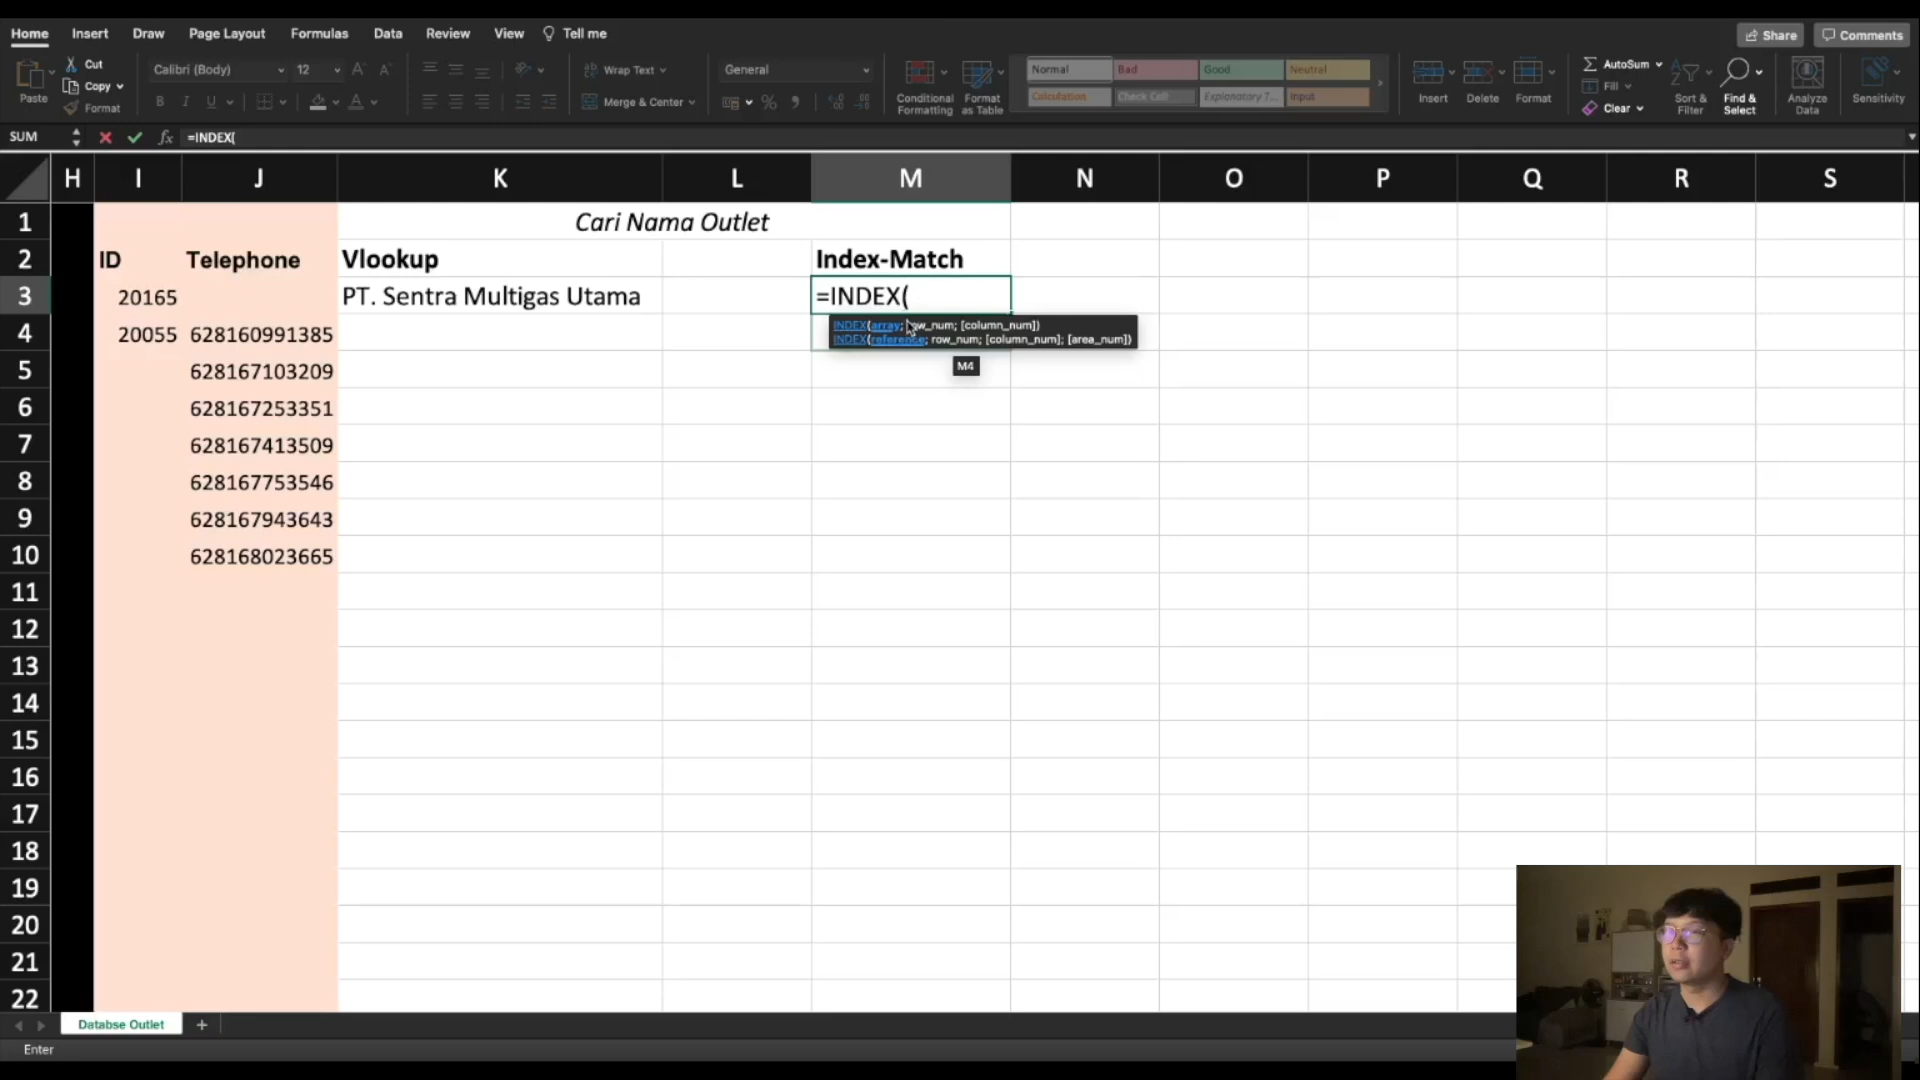 Home Insert Draw Page Layout Formulas Data Review View Tell me Share Comments
Paste Cut Copy Format
Calibri (Body) 12 A A
B I U A
Wrap Text
Merge & Center
General
%
Conditional Formatting Format as Table
Normal Bad Good Neutral
Calculation Check Cell Explanatory T... Input
Insert Delete Format
AutoSum
Fill
Clear
Sort & Filter Find & Select Analyze Data Sensitivity
SUM fx =INDEX(
H I J K L M N O P Q R S
1 Cari Nama Outlet
2 ID Telephone Vlookup Index-Match
3 20165 PT. Sentra Multigas Utama =INDEX(
4 20055 628160991385
INDEX(array; row_num; [column_num])
INDEX(reference; row_num; [column_num]; [area_num])
M4
5 628167103209
6 628167253351
7 628167413509
8 628167753546
9 628167943643
10 628168023665
11
12
13
14
15
16
17
18
19
20
21
22
Databse Outlet +
Enter